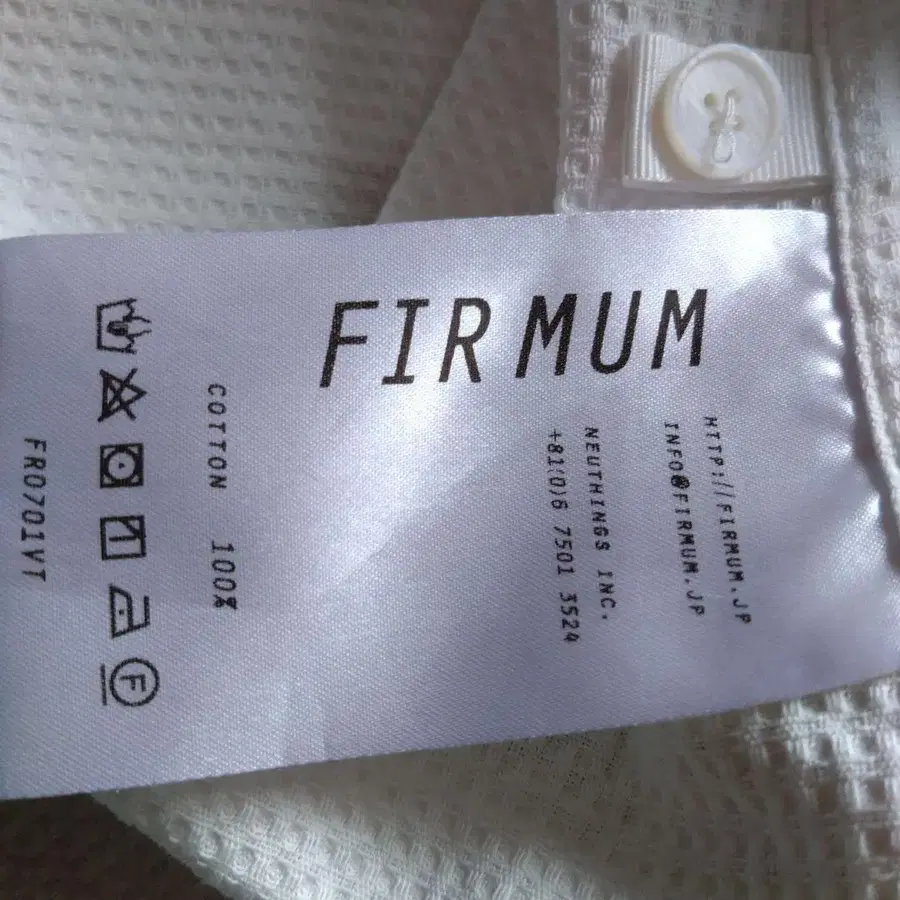 FIRMUM
HTTP://FIRMUM.JP
INFO@FIRMUM.JP
NEUTHINGS INC.
+81(0)6 7501 3524
COTTON 100%
F
FR0701VT